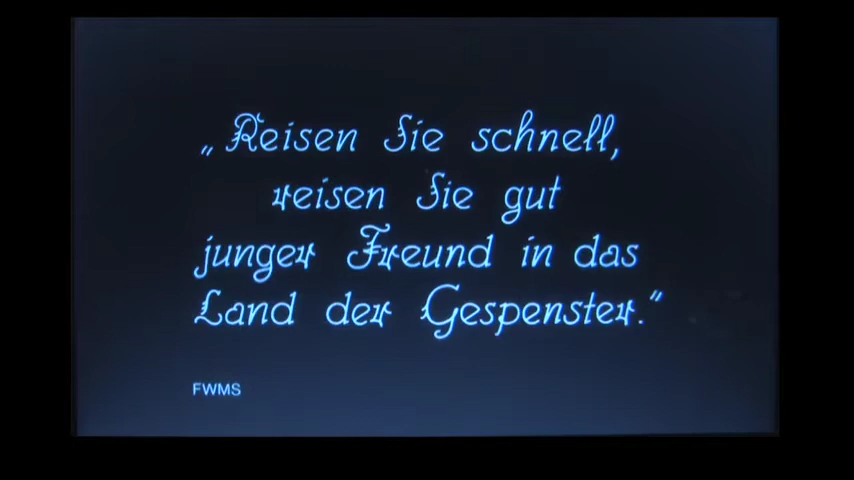 „Reisen Sie schnell,
reisen Sie gut
junger Freund in das
Land der Gespenster.“
FWMS